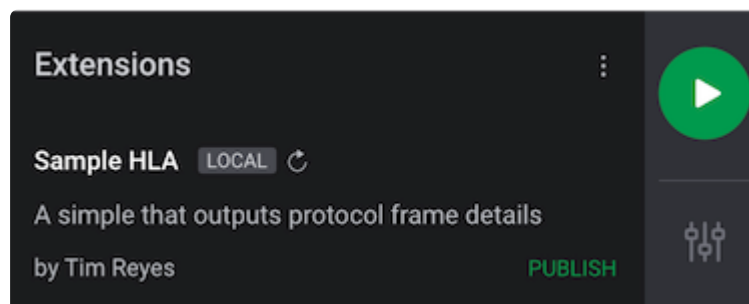 Extensions
Sample HLA LOCAL
A simple that outputs protocol frame details
by Tim Reyes PUBLISH